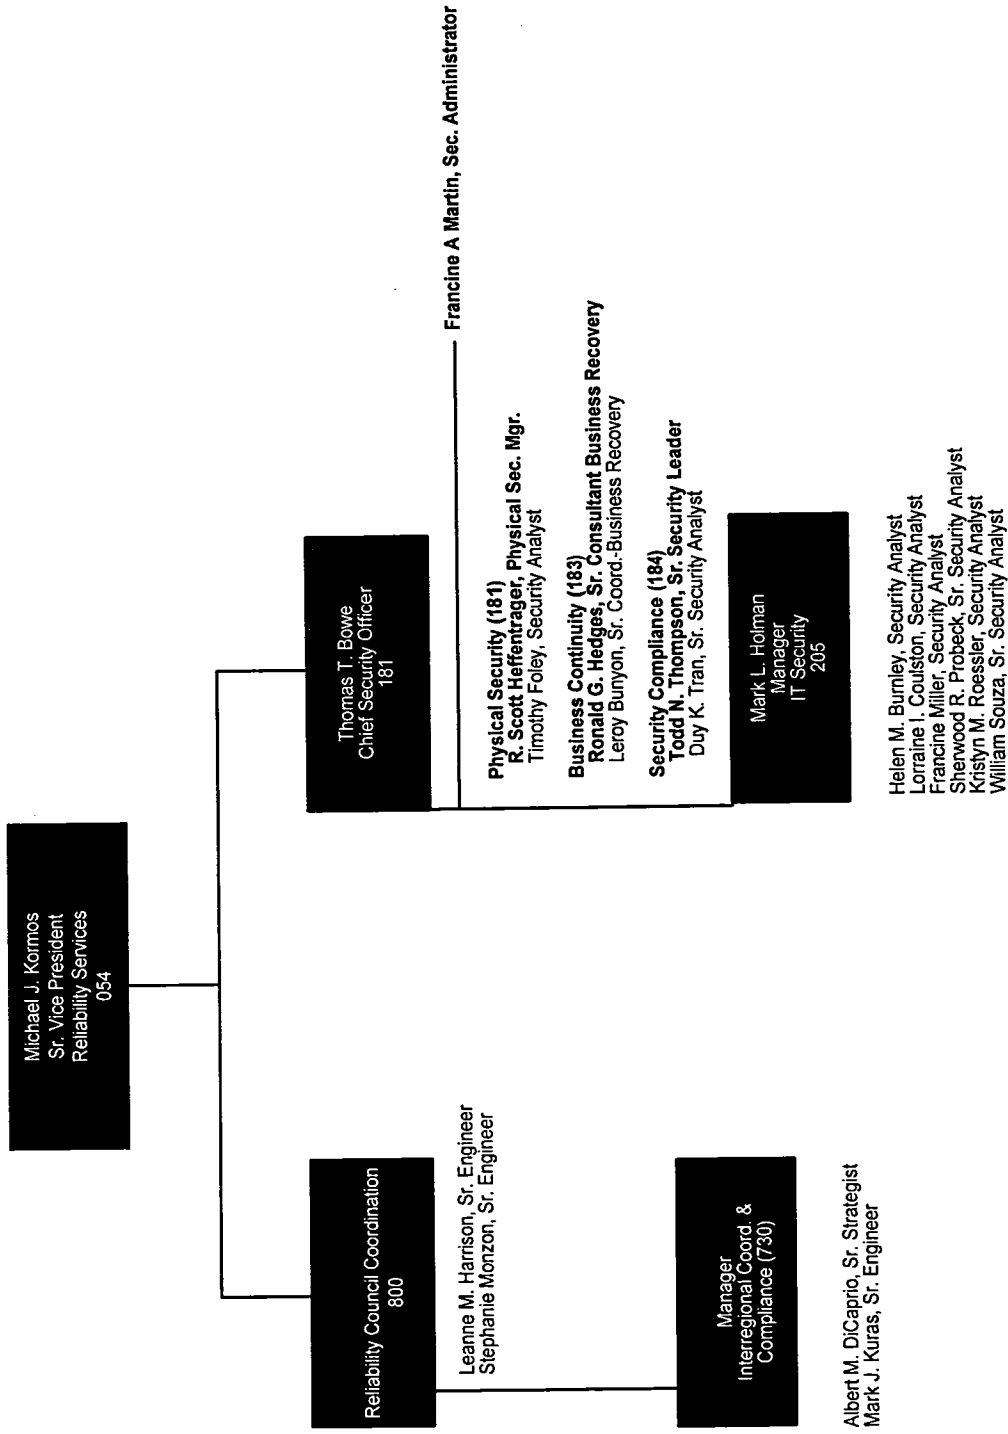 Michael J. Kormos
Sr. Vice President
Reliability Services
054
Reliability Council Coordination
800
Leanne M. Harrison, Sr. Engineer
Stephanie Monzon, Sr. Engineer
Manager
Interregional Coord. &
Compliance (730)
Albert M. DiCaprio, Sr. Strategist
Mark J. Kuras, Sr. Engineer
Thomas T. Bowe
Chief Security Officer
181
Francine A Martin, Sec. Administrator
Physical Security (181)
R. Scott Heffentrager, Physical Sec. Mgr.
Timothy Foley, Security Analyst
Business Continuity (183)
Ronald G. Hedges, Sr. Consultant Business Recovery
Leroy Bunyon, Sr. Coord.-Business Recovery
Security Compliance (184)
Todd N. Thompson, Sr. Security Leader
Duy K. Tran, Sr. Security Analyst
Mark L. Holman
Manager
IT Security
205
Helen M. Burnley, Security Analyst
Lorraine I. Coulston, Security Analyst
Francine Miller, Security Analyst
Sherwood R. Probeck, Sr. Security Analyst
Kristyn M. Roessler, Security Analyst
William Souza, Sr. Security Analyst